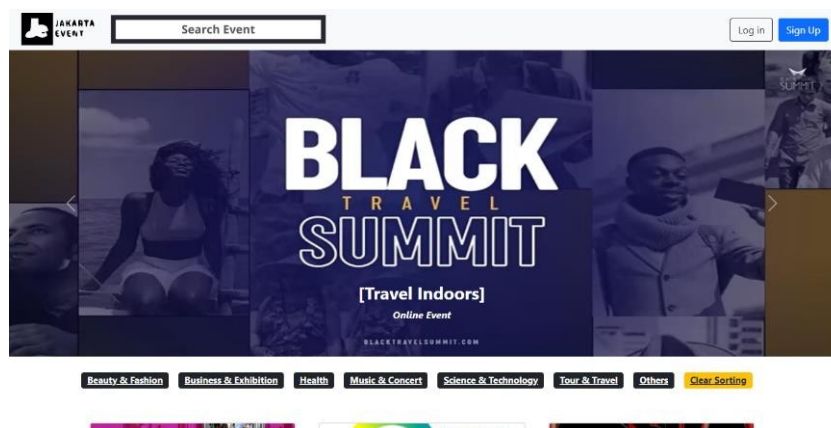 JAKARTA
EVENT
Search Event
Log in
Sign Up
SUMMIT
BLACK
TRAVEL
SUMMIT
[Travel Indoors]
Online Event
BLACKTRAVELSUMMIT.COM
Beauty & Fashion Business & Exhibition Health Music & Concert Science & Technology Tour & Travel Others Clear Sorting